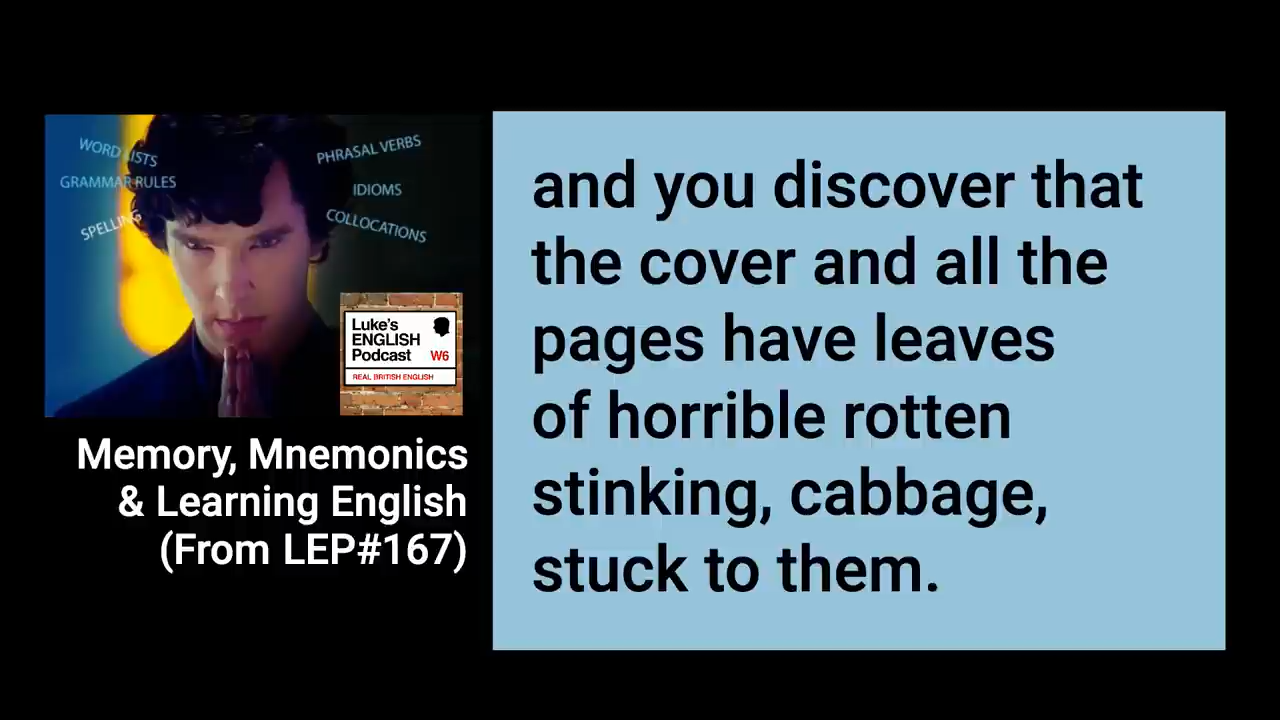 WORD LISTS
GRAMMAR RULES
SPELLING
PHRASAL VERBS
IDIOMS
COLLOCATIONS
Luke's
ENGLISH
Podcast
W6
REAL BRITISH ENGLISH
Memory, Mnemonics
& Learning English
(From LEP#167)
and you discover that
the cover and all the
pages have leaves
of horrible rotten
stinking, cabbage,
stuck to them.